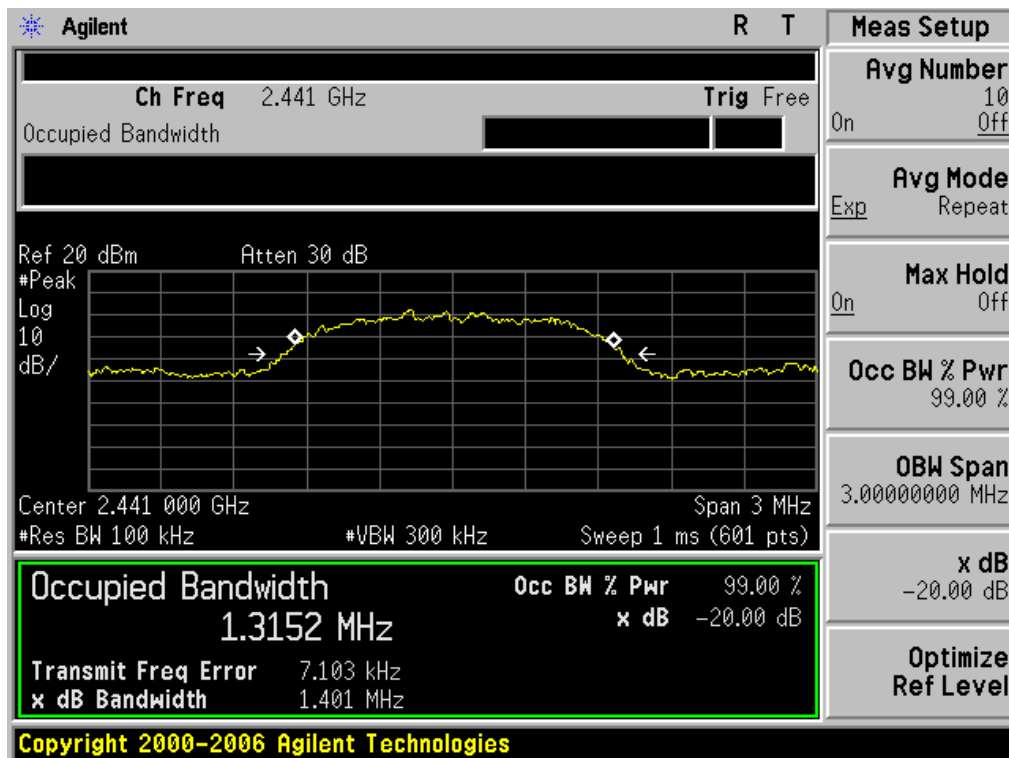 Agilent R T
Meas Setup
Ch Freq 2.441 GHz Trig Free
Occupied Bandwidth
Avg Number
10
On Off
Avg Mode
Exp Repeat
Max Hold
On Off
Occ BW % Pwr
99.00 %
OBW Span
3.00000000 MHz
x dB
-20.00 dB
Optimize
Ref Level
Ref 20 dBm Atten 30 dB
#Peak
Log
10
dB/
Center 2.441 000 GHz Span 3 MHz
#Res BW 100 kHz #VBW 300 kHz Sweep 1 ms (601 pts)
Occupied Bandwidth Occ BW % Pwr 99.00 %
1.3152 MHz x dB -20.00 dB
Transmit Freq Error 7.103 kHz
x dB Bandwidth 1.401 MHz
Copyright 2000-2006 Agilent Technologies